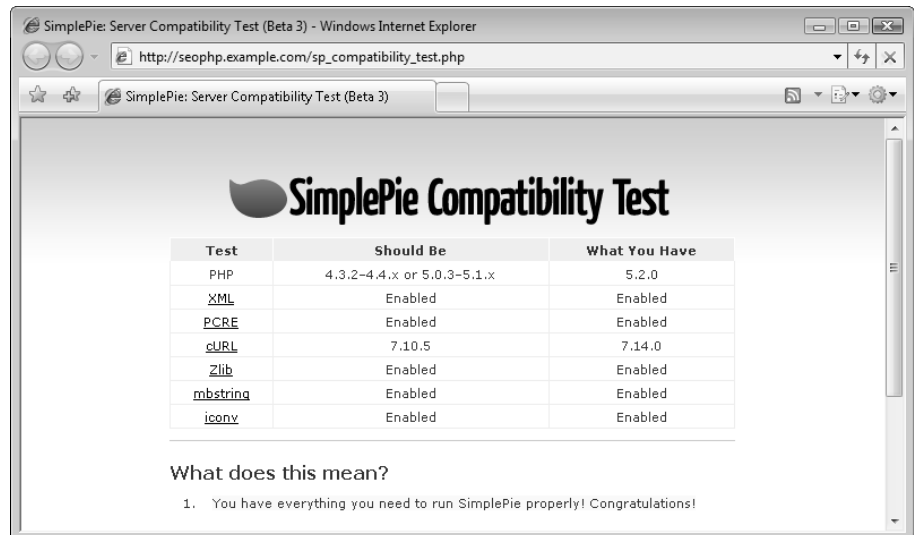 SimplePie: Server Compatibility Test (Beta 3) - Windows Internet Explorer
http://seophp.example.com/sp_compatibility_test.php
SimplePie: Server Compatibility Test (Beta 3)
SimplePie Compatibility Test
Test Should Be What You Have
PHP 4.3.2–4.4.x or 5.0.3–5.1.x 5.2.0
XML Enabled Enabled
PCRE Enabled Enabled
cURL 7.10.5 7.14.0
Zlib Enabled Enabled
mbstring Enabled Enabled
iconv Enabled Enabled
What does this mean?
1. You have everything you need to run SimplePie properly! Congratulations!